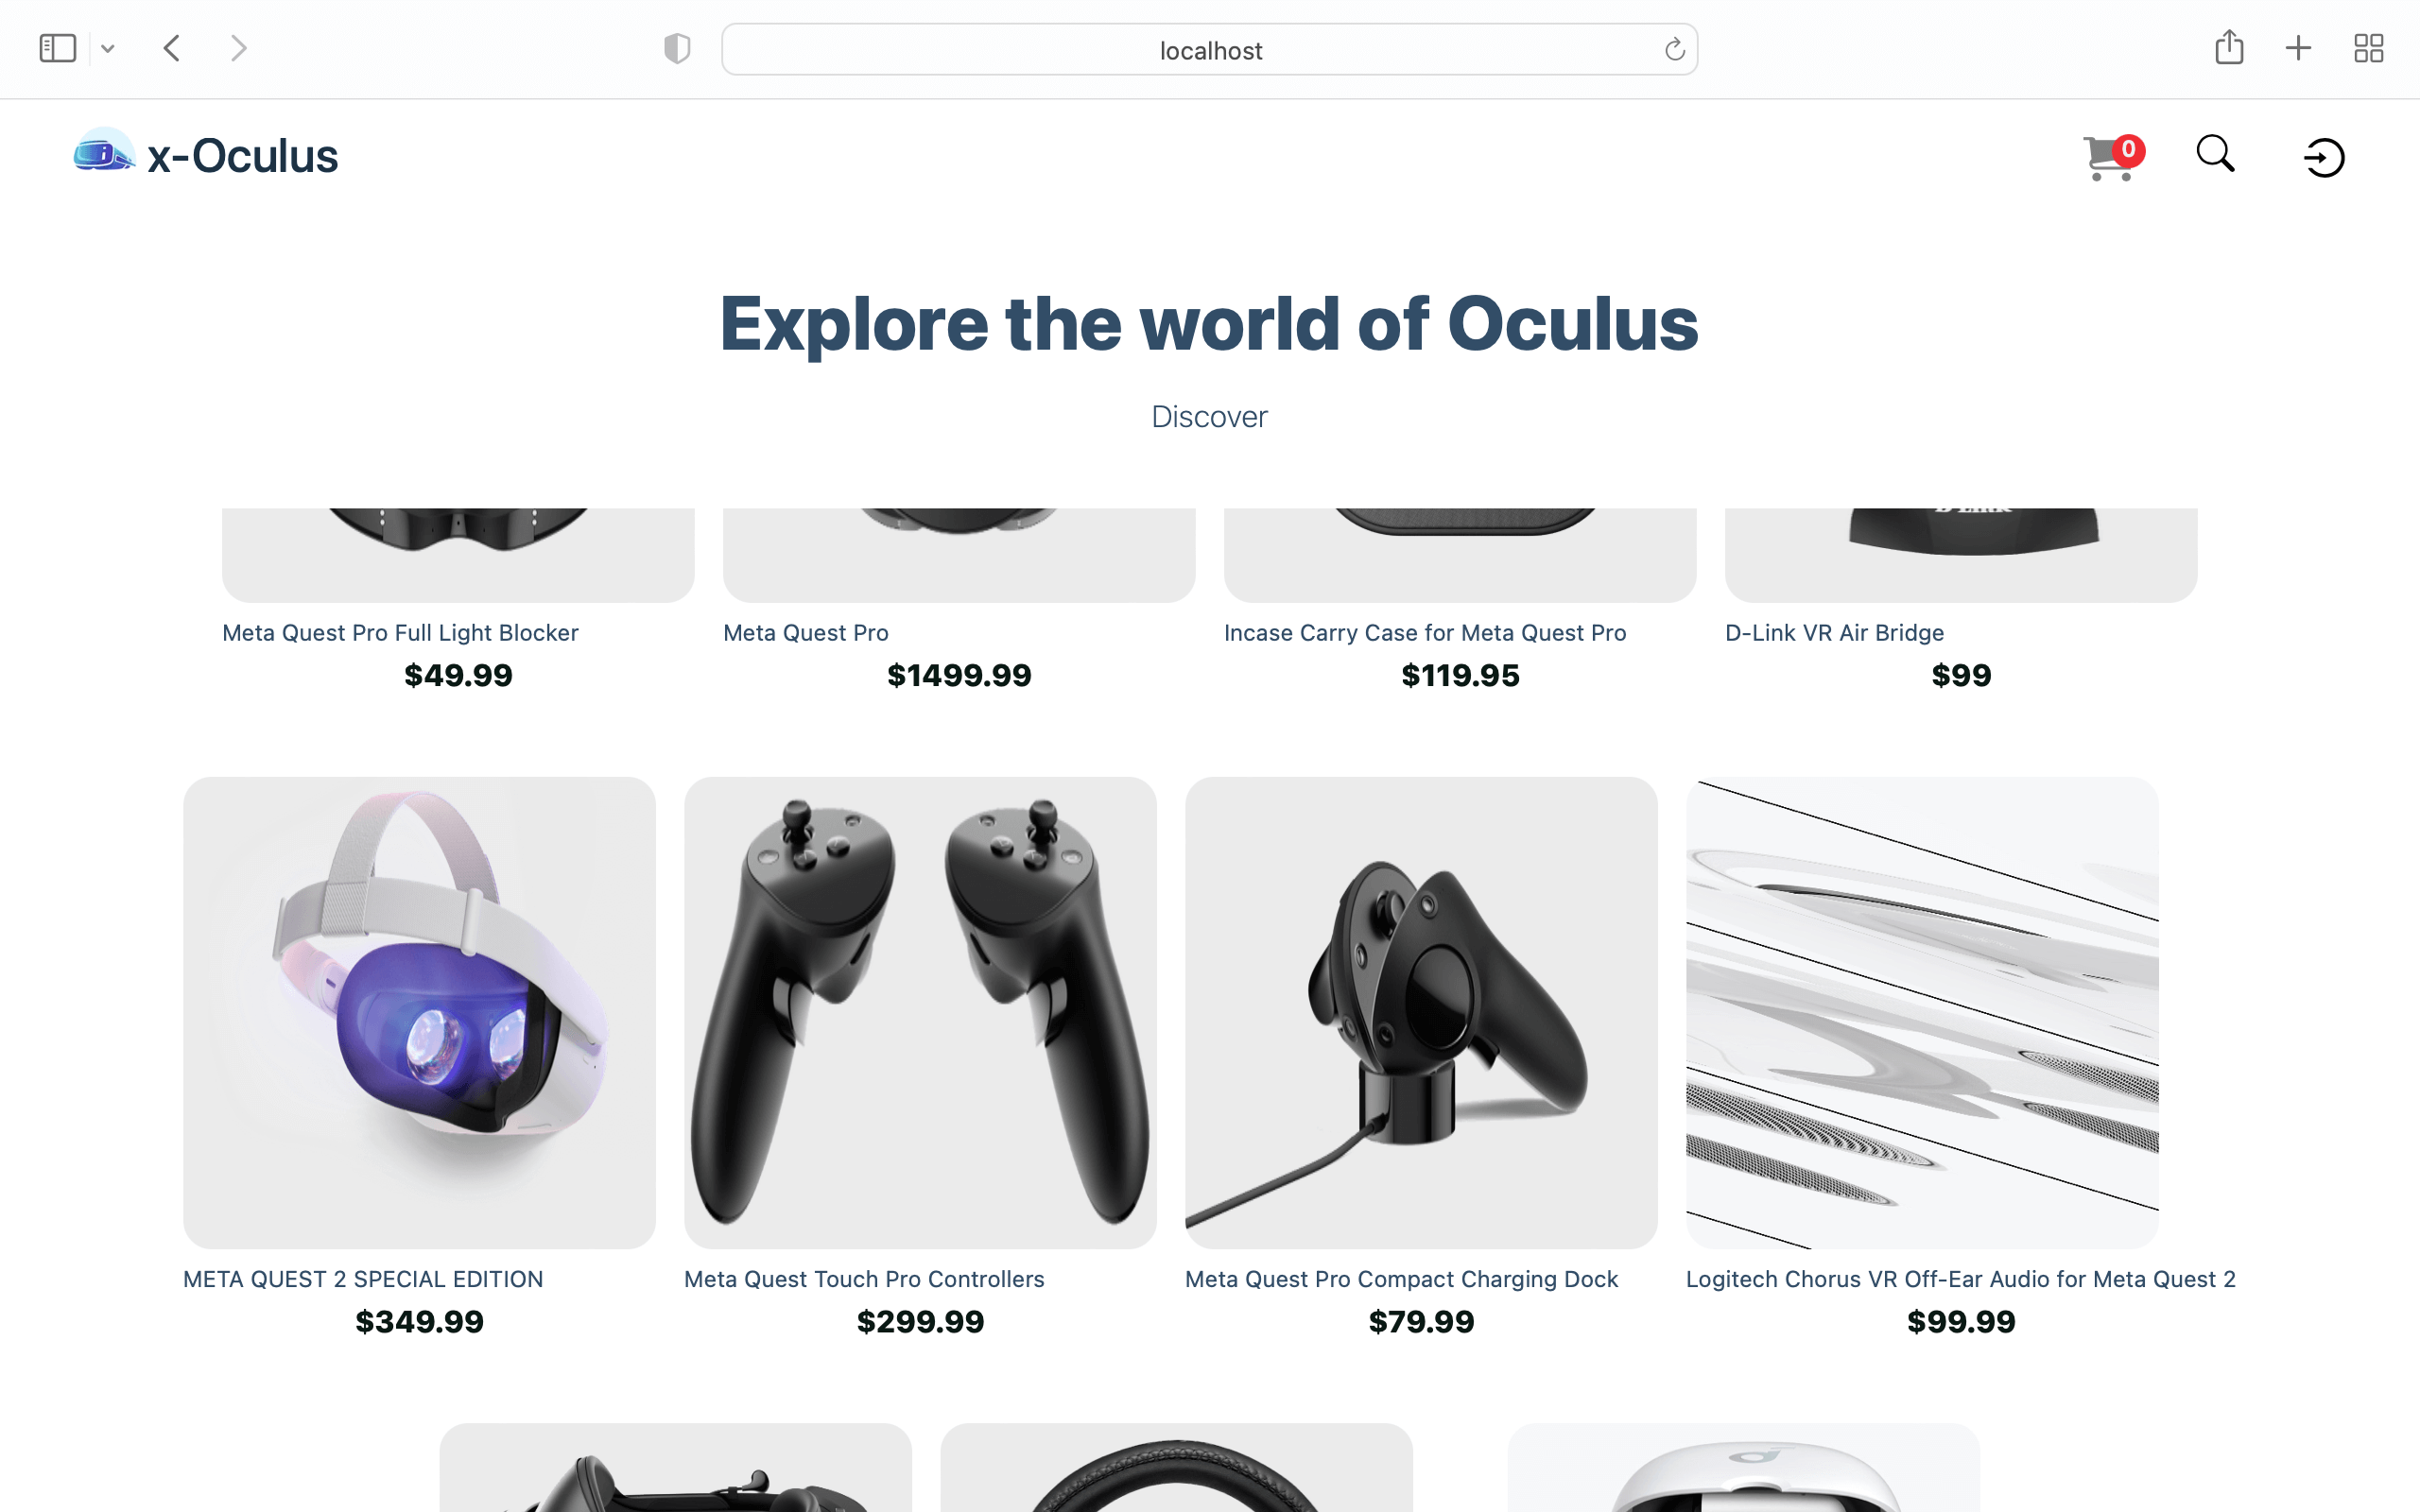 localhost
x-Oculus
0
Explore the world of Oculus
Discover
D-Link
Meta Quest Pro Full Light Blocker
Meta Quest Pro
Incase Carry Case for Meta Quest Pro
D-Link VR Air Bridge
$49.99
$1499.99
$119.95
$99
META QUEST 2 SPECIAL EDITION
Meta Quest Touch Pro Controllers
Meta Quest Pro Compact Charging Dock
Logitech Chorus VR Off-Ear Audio for Meta Quest 2
$349.99
$299.99
$79.99
$99.99